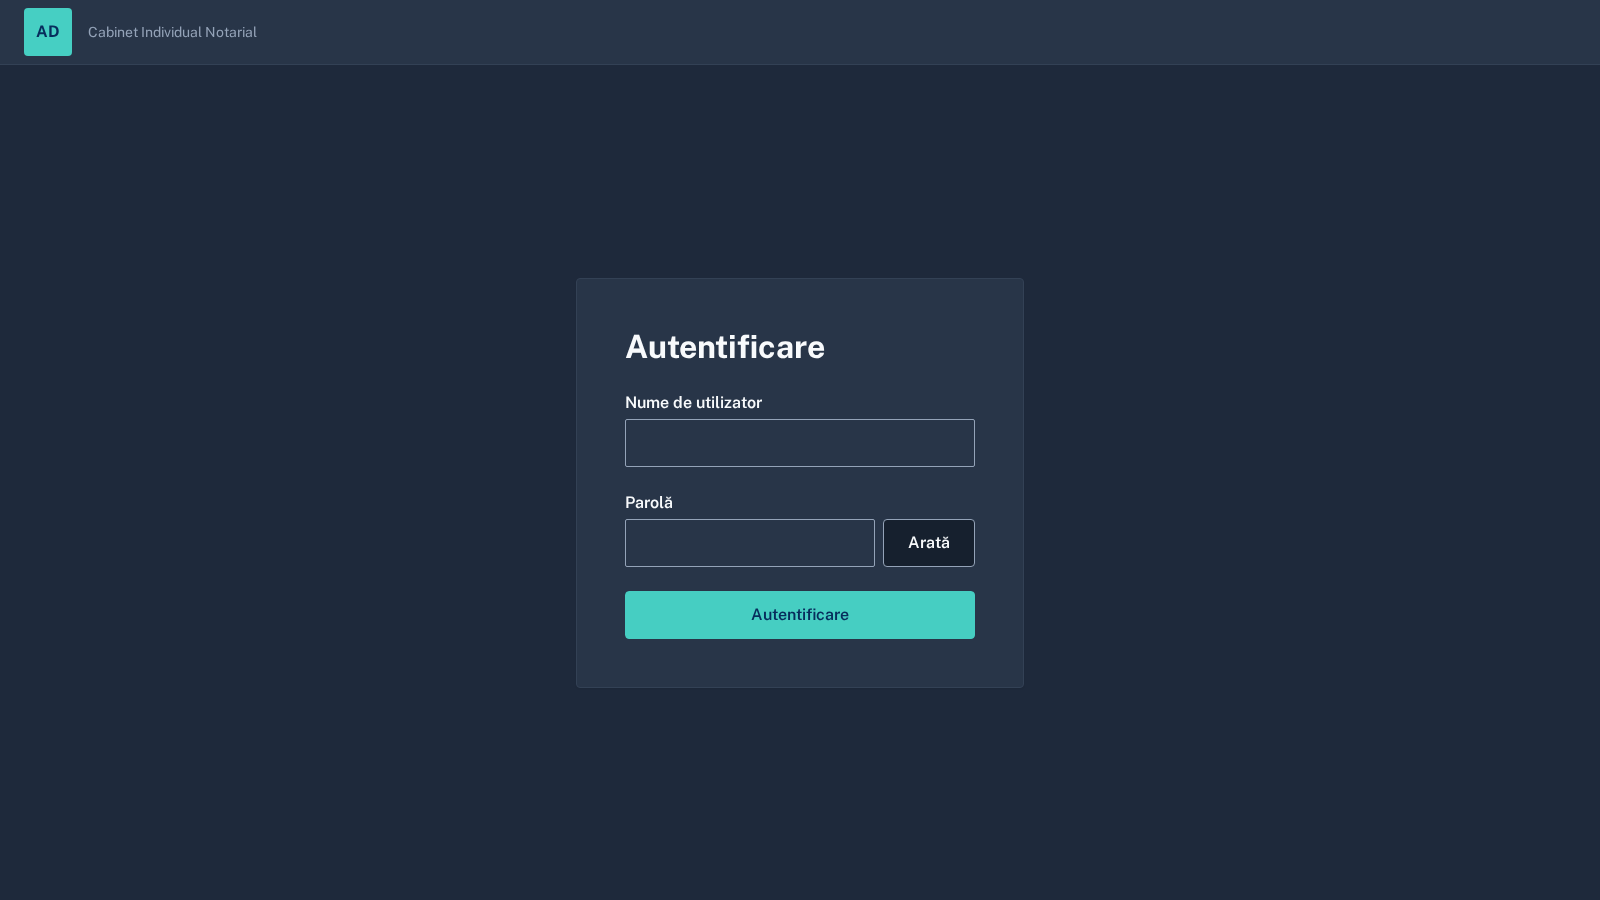 AD
Cabinet Individual Notarial
Autentificare
Nume de utilizator
Parolă
Arată
Autentificare